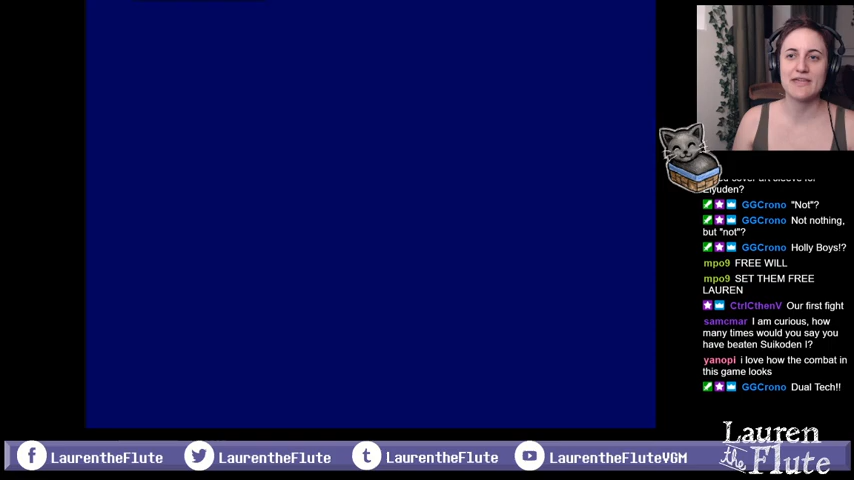 Eiyuden?
GGCrono "Not"?
GGCrono Not nothing,
but "not"?
GGCrono Holly Boys!?
mpo9 FREE WILL
mpo9 SET THEM FREE
LAUREN
CtrlCthenV Our first fight
samcmar I am curious, how
many times would you say you
have beaten Suikoden I?
yanopi i love how the combat in
this game looks
GGCrono Dual Tech!!
Lauren
the Flute
f LaurentheFlute
LaurentheFlute
t LaurentheFlute
LaurentheFluteVGM